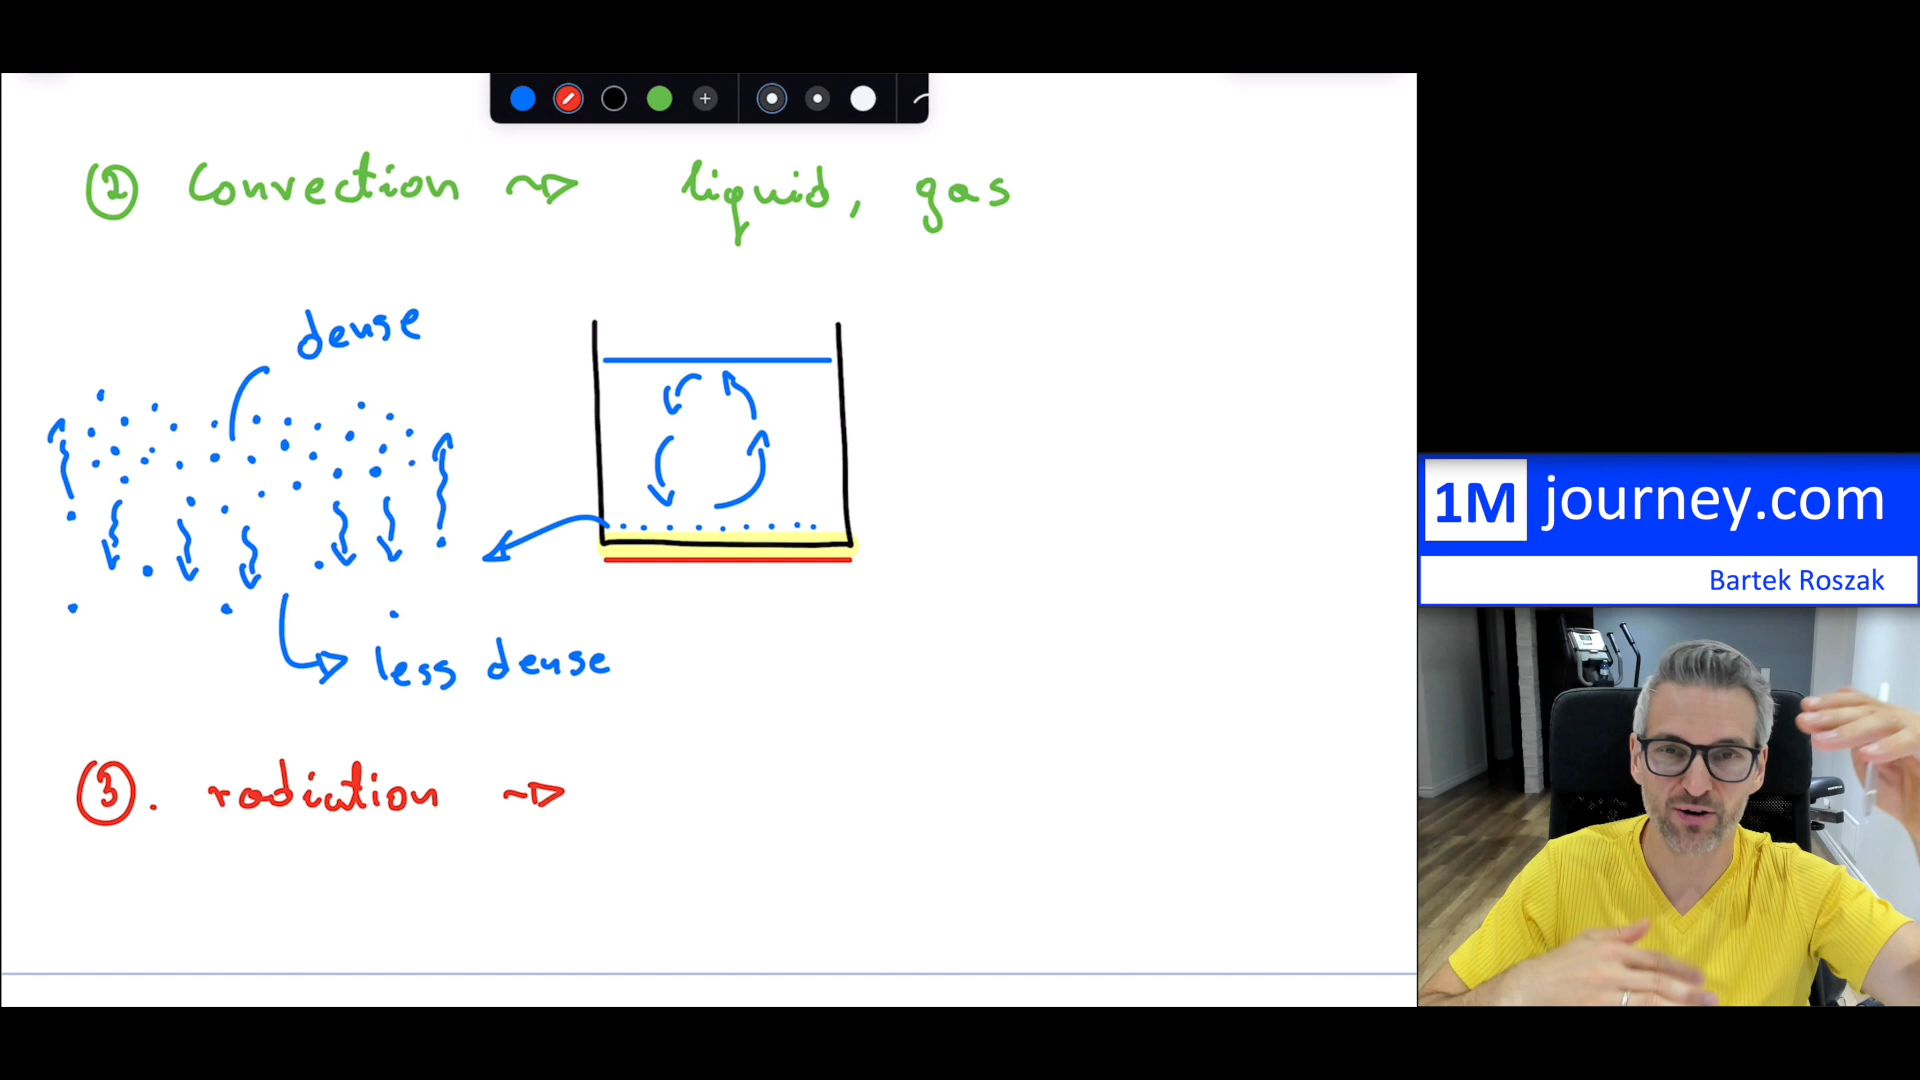 ② Convection ⤳ liquid, gas
dense
less dense
③. radiation ⤳
1M journey.com
Bartek Roszak